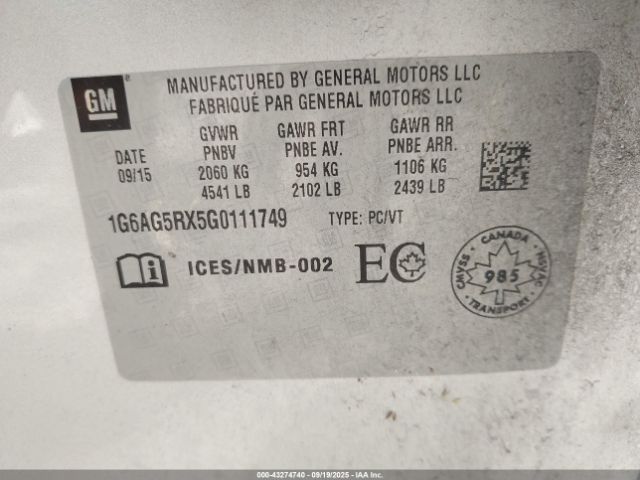 GM
MANUFACTURED BY GENERAL MOTORS LLC
FABRIQUÉ PAR GENERAL MOTORS LLC
DATE 09/15
GVWR PNBV 2060 KG 4541 LB
GAWR FRT PNBE AV. 954 KG 2102 LB
GAWR RR PNBE ARR. 1106 KG 2439 LB
1G6AG5RX5G0111749 TYPE: PC/VT
i ICES/NMB-002 EC
CANADA
CMVSS 985 NSVAC
TRANSPORT
000-43274740 - 09/19/2025 - IAA Inc.